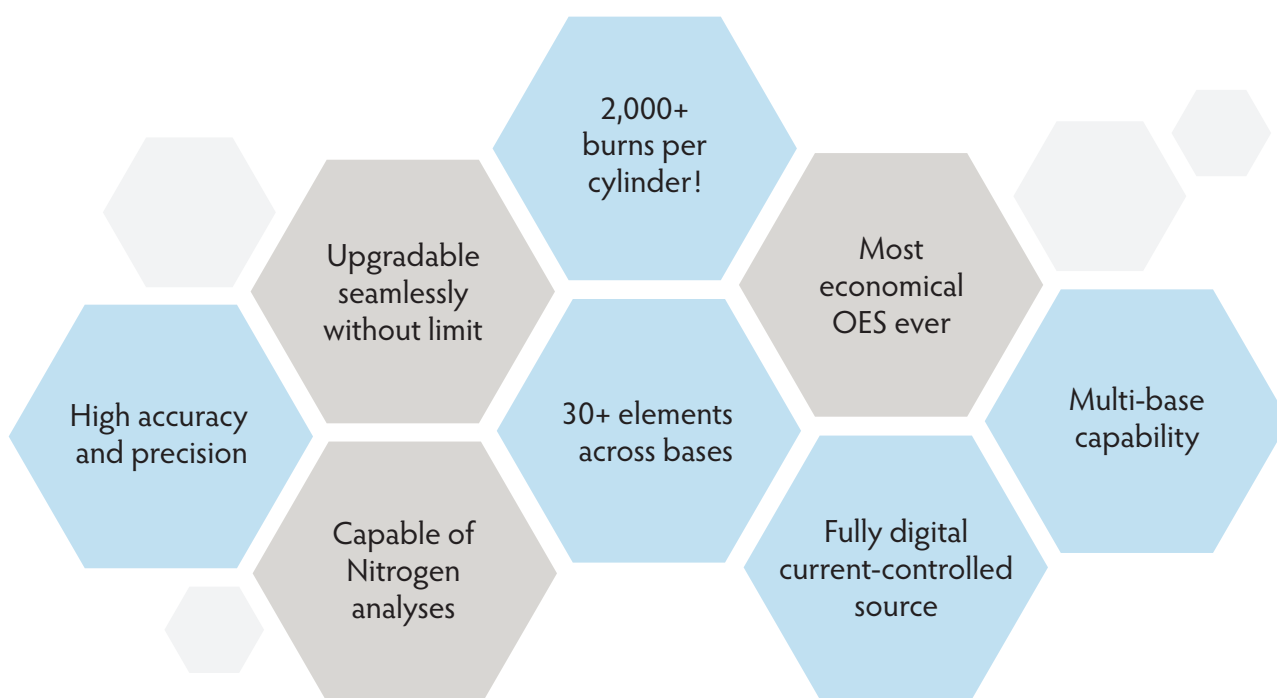 2,000+
burns per
cylinder!
Upgradable
seamlessly
without limit
Most
economical
OES ever
High accuracy
and precision
30+ elements
across bases
Multi-base
capability
Capable of
Nitrogen
analyses
Fully digital
current-controlled
source